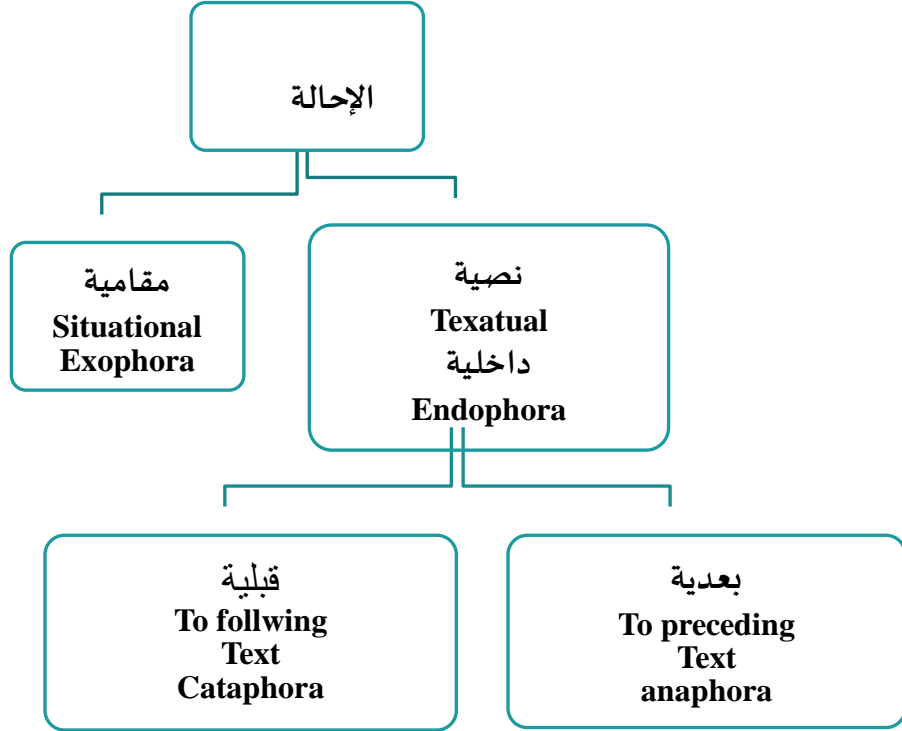 الإحالة
مقامية
Situational
Exophora
نصية
Texatual
داخلية
Endophora
قبلية
To follwing
Text
Cataphora
بعدية
To preceding
Text
anaphora